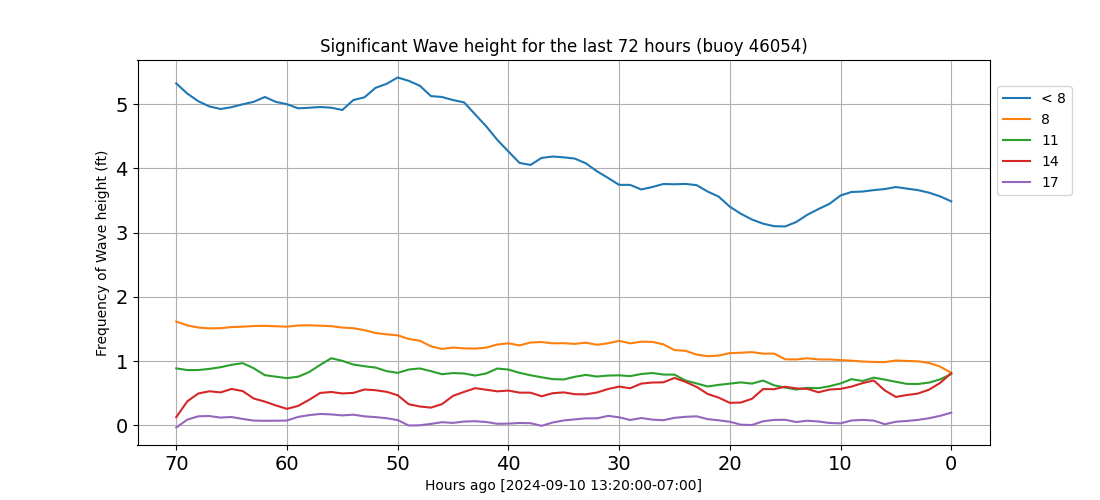 Significant Wave height for the last 72 hours (buoy 46054)
Frequency of Wave height (ft)
5
4
3
2
1
0
70 60 50 40 30 20 10 0
Hours ago [2024-09-10 13:20:00-07:00]
< 8
8
11
14
17